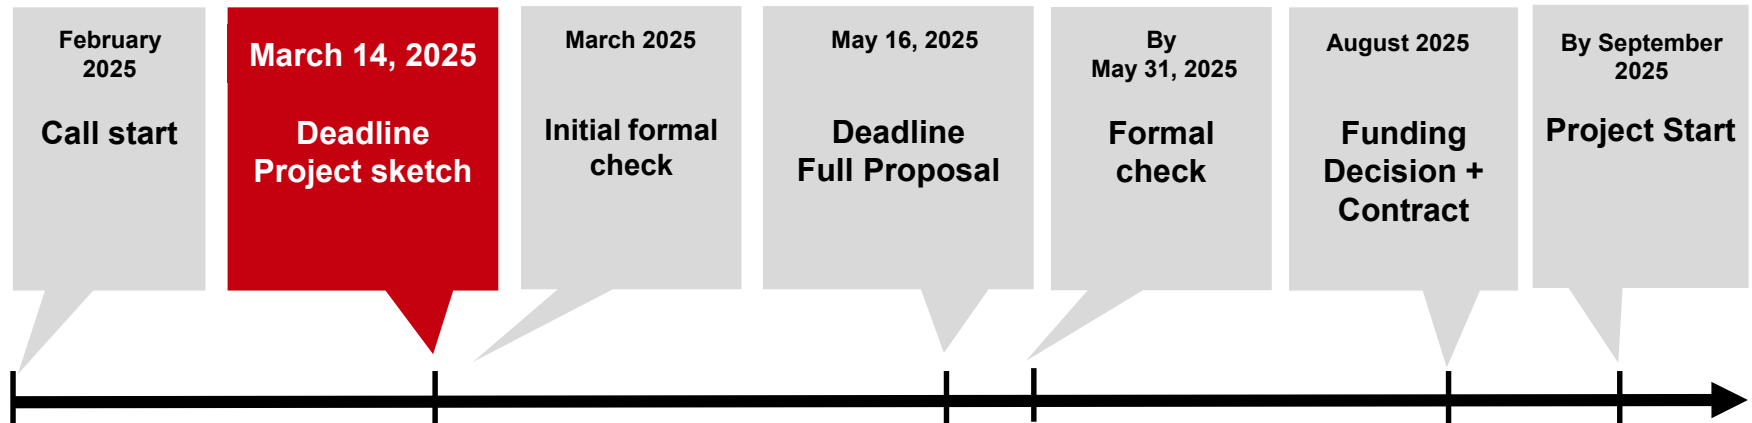 February
2025
Call start
March 14, 2025
Deadline
Project sketch
March 2025
Initial formal
check
May 16, 2025
Deadline
Full Proposal
By
May 31, 2025
Formal
check
August 2025
Funding
Decision +
Contract
By September
2025
Project Start